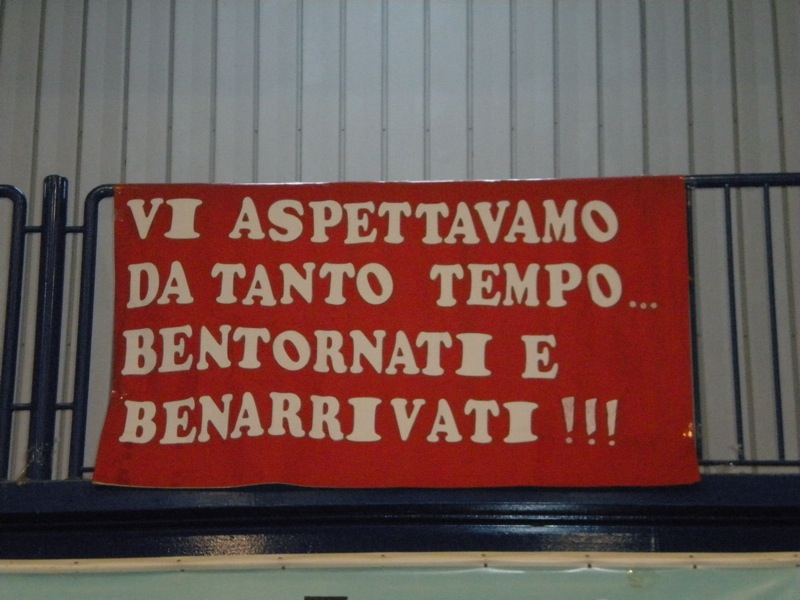 VI ASPETTAVAMO
DA TANTO TEMPO...
BENTORNATI E
BENARRIVATI !!!